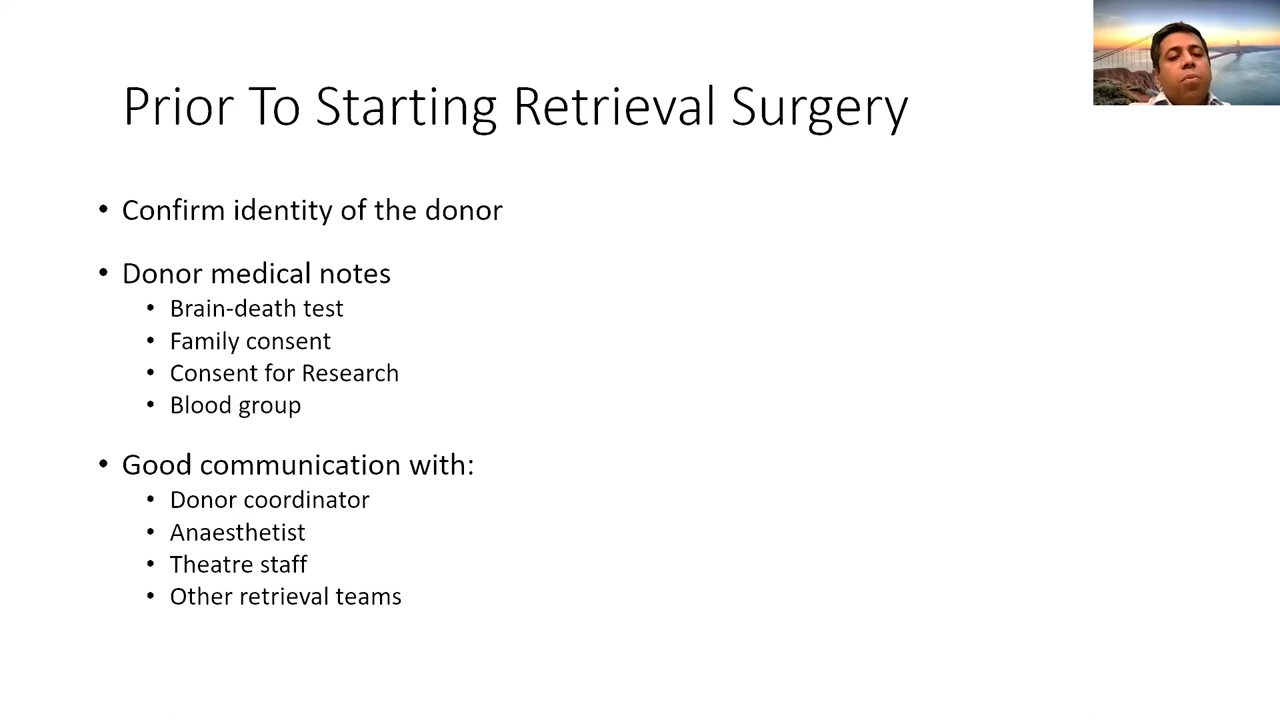 Prior To Starting Retrieval Surgery
• Confirm identity of the donor
• Donor medical notes
• Brain-death test
• Family consent
• Consent for Research
• Blood group
• Good communication with:
• Donor coordinator
• Anaesthetist
• Theatre staff
• Other retrieval teams